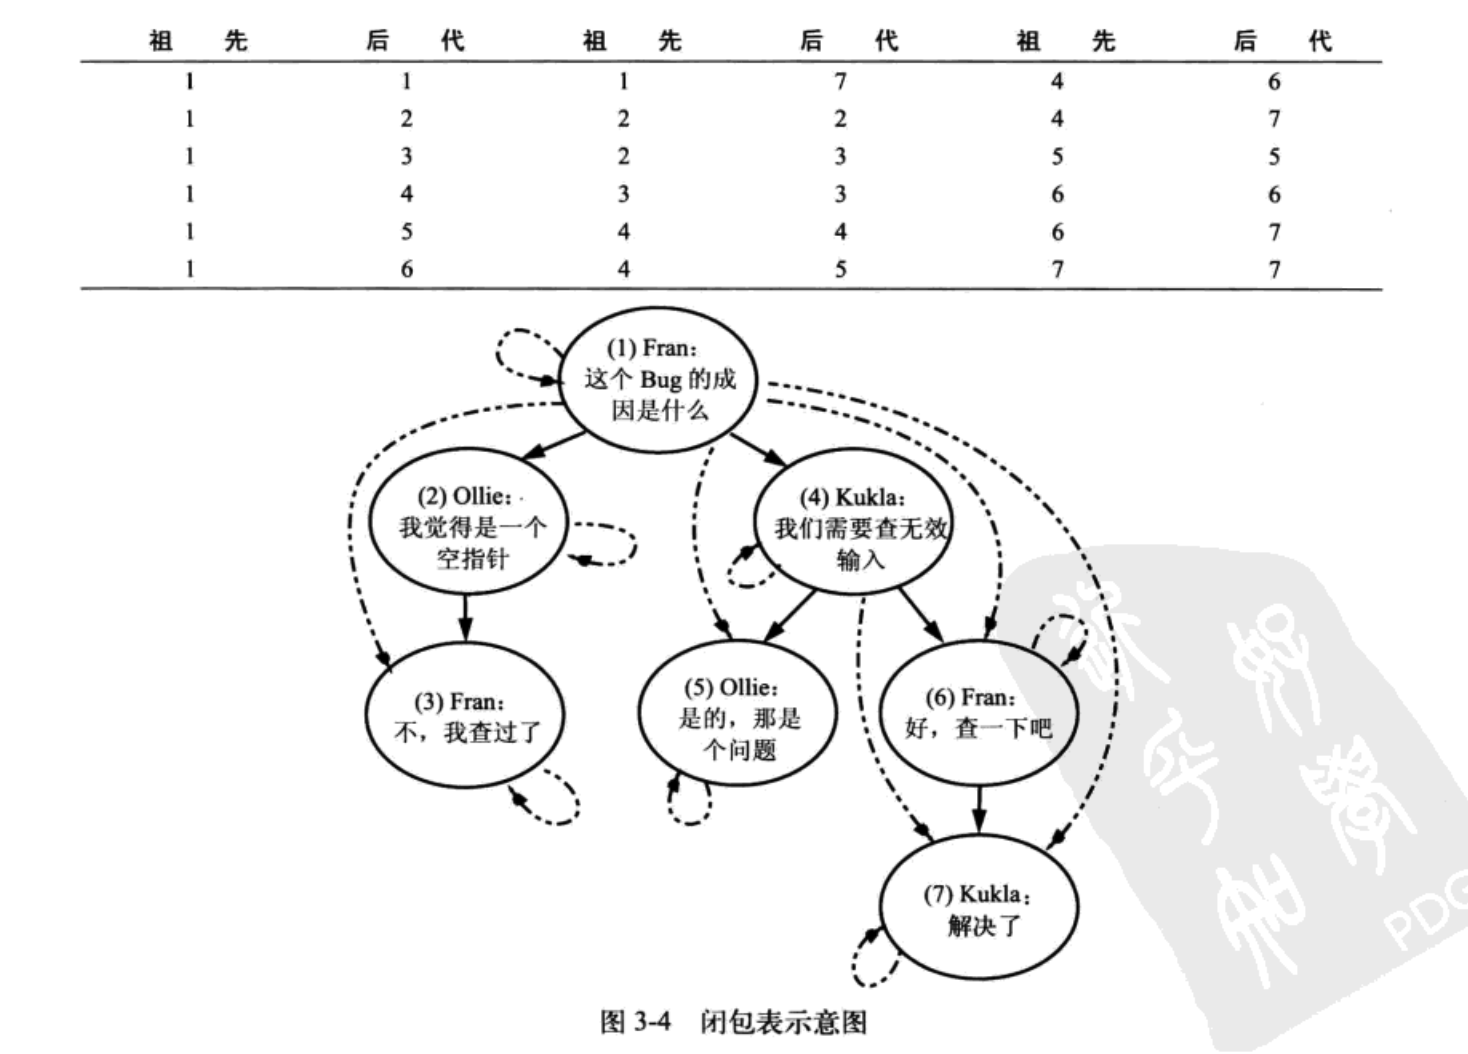 祖 先 后 代 祖 先 后 代 祖 先 后 代
1 1 1 7 4 6
1 2 2 2 4 7
1 3 2 3 5 5
1 4 3 3 6 6
1 5 4 4 6 7
1 6 4 5 7 7
(1) Fran：
这个 Bug 的成
因是什么
(2) Ollie：
我觉得是一个
空指针
(4) Kukla：
我们需要查无效
输入
(3) Fran：
不，我查过了
(5) Ollie：
是的，那是
个问题
(6) Fran：
好，查一下吧
(7) Kukla：
解决了
PDG
图 3-4 闭包表示意图